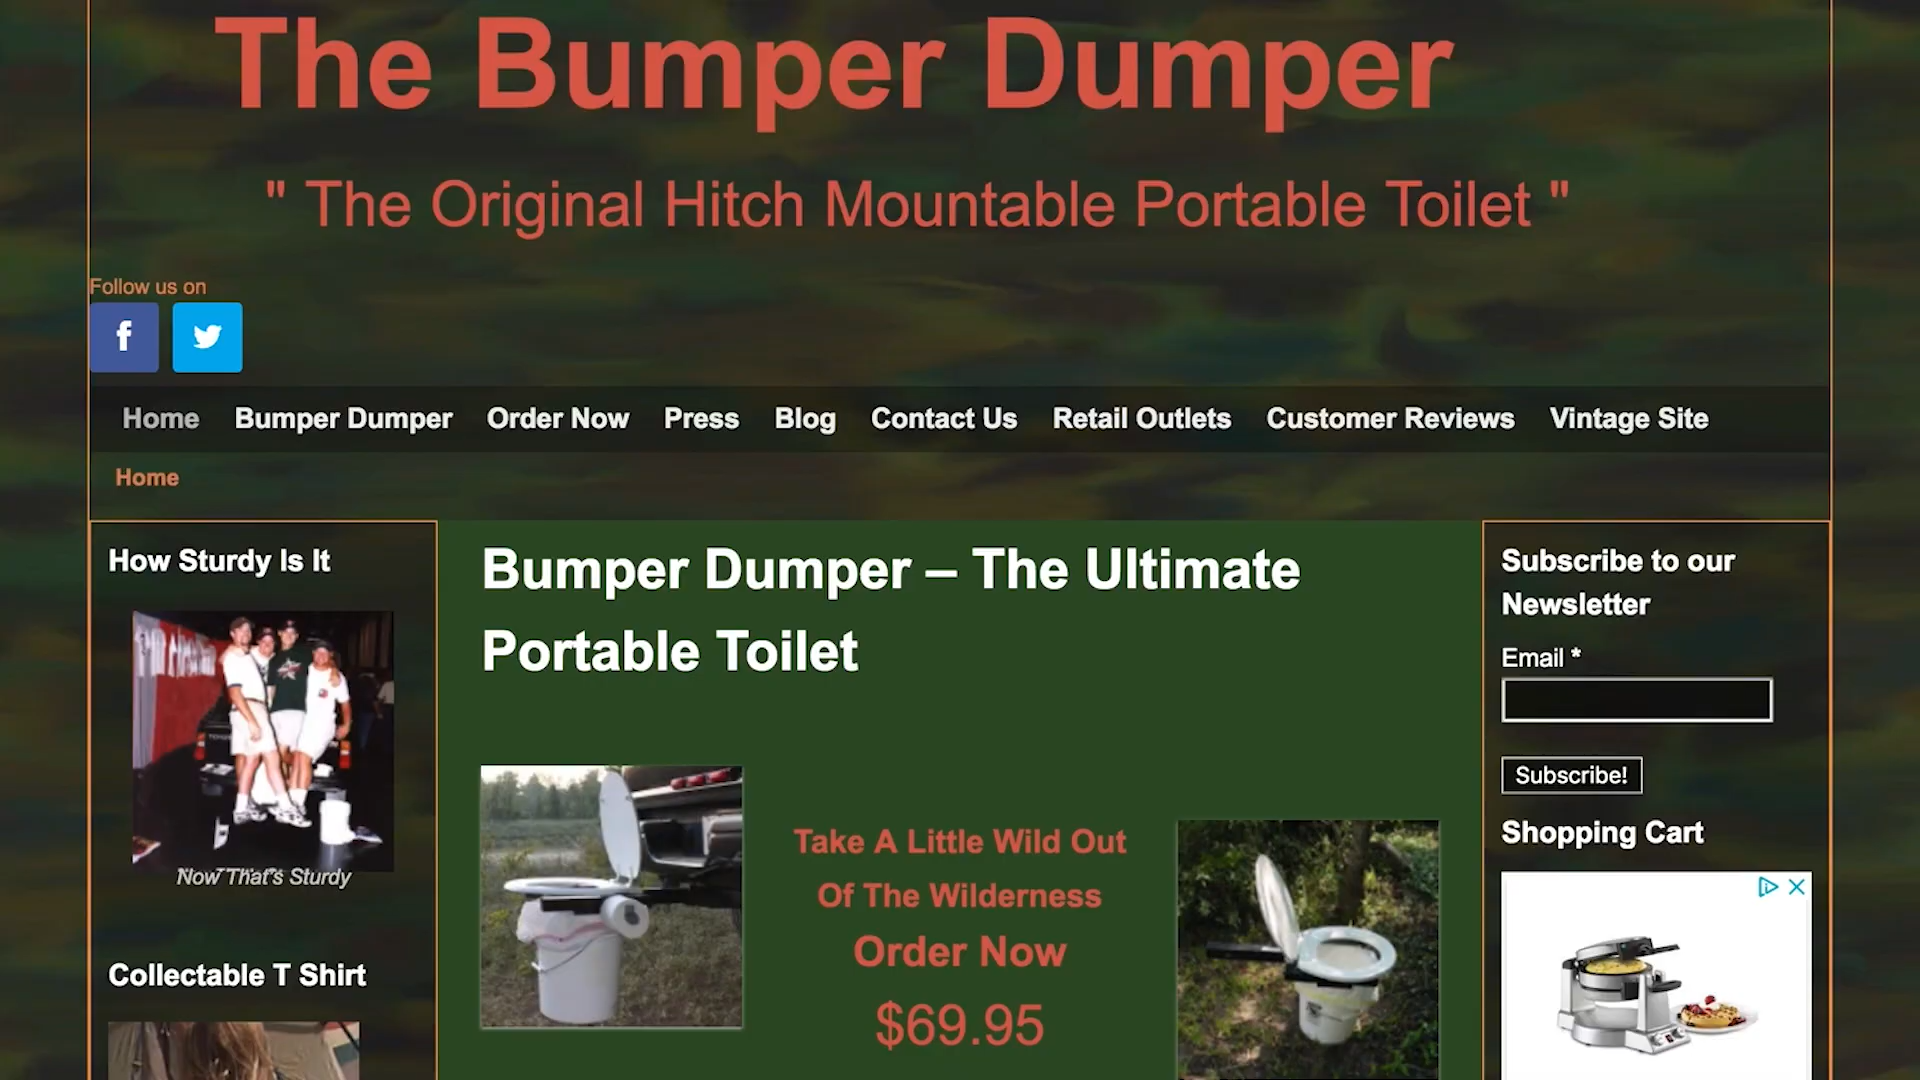 The Bumper Dumper
" The Original Hitch Mountable Portable Toilet "
Follow us on
Home Bumper Dumper Order Now Press Blog Contact Us Retail Outlets Customer Reviews Vintage Site
Home
How Sturdy Is It
Now That's Sturdy
Collectable T Shirt
Bumper Dumper – The Ultimate
Portable Toilet
Take A Little Wild Out
Of The Wilderness
Order Now
$69.95
Subscribe to our
Newsletter
Email *
Subscribe!
Shopping Cart